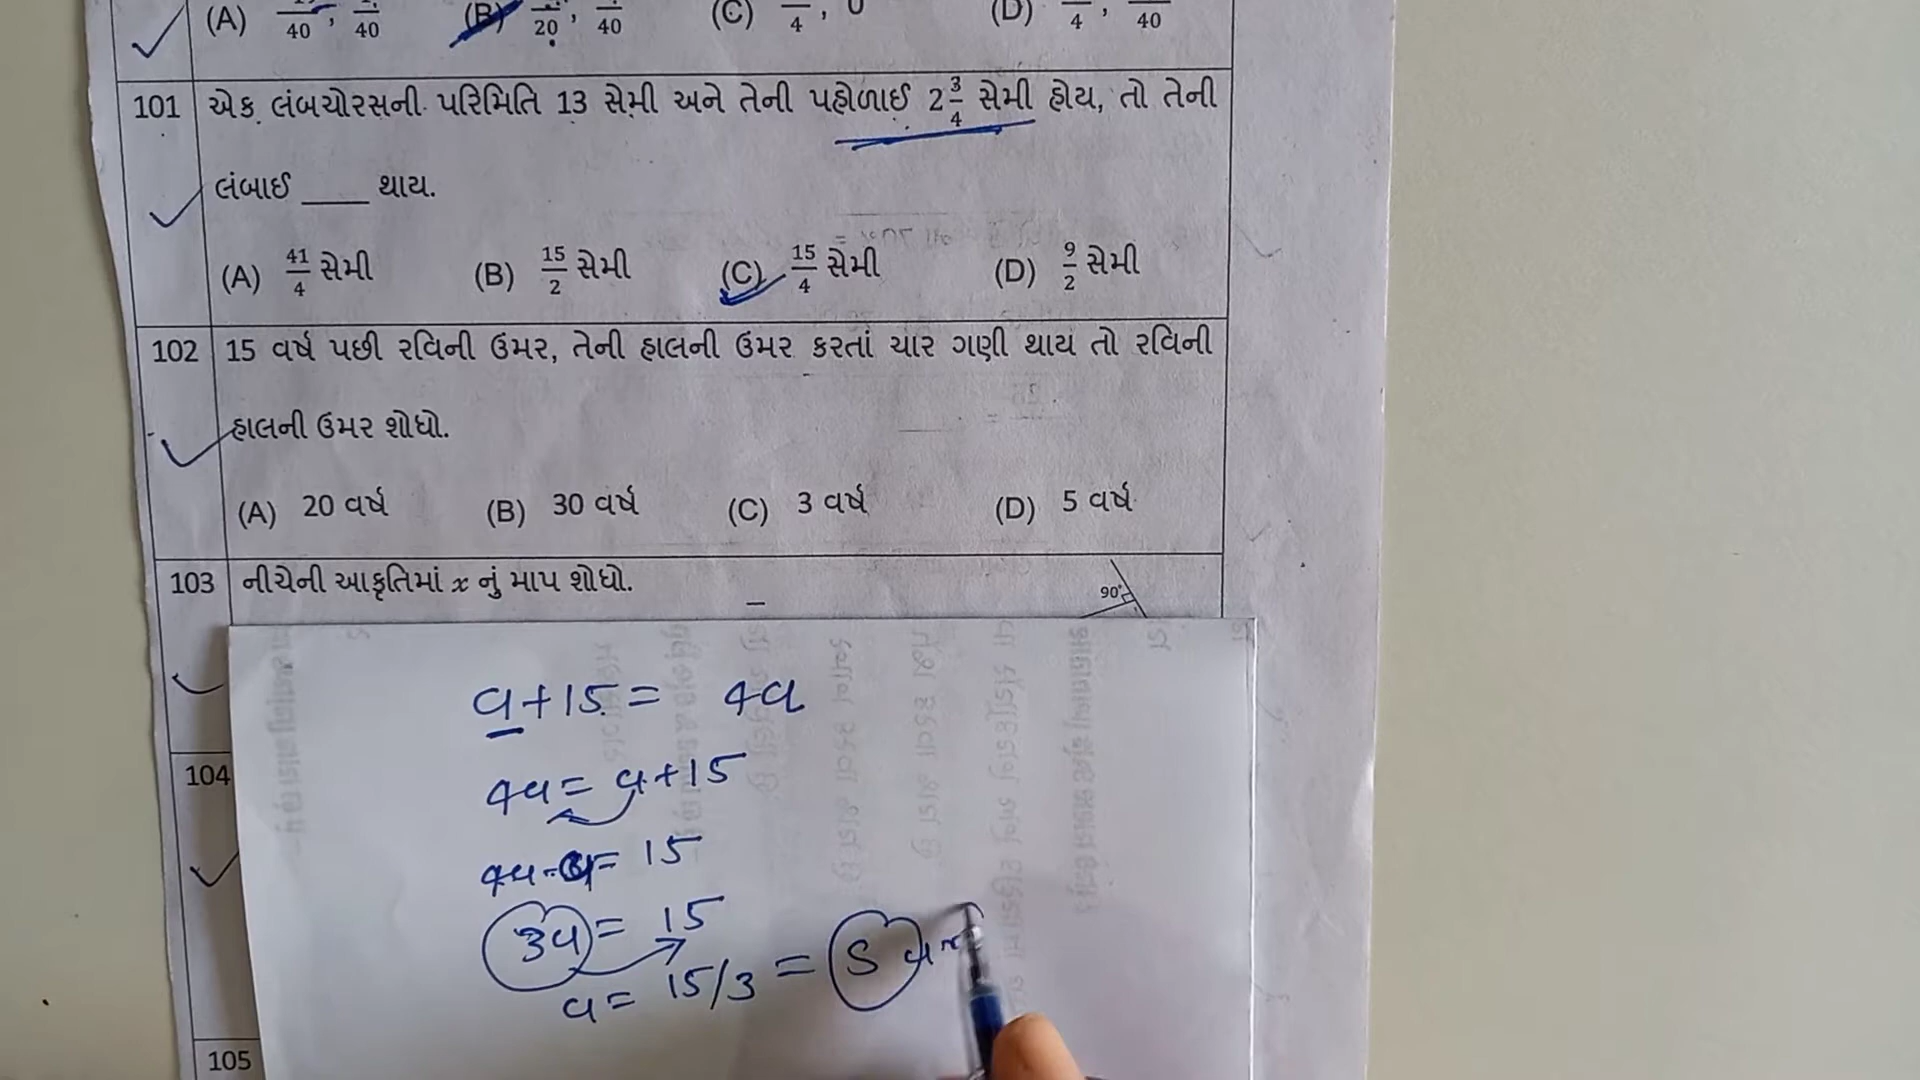 (A) /40, /40 (B) /20, /40 (C) /4, 0 (D) /4, /40
101 એક લંબચોરસની પરિમિતિ 13 સેમી અને તેની પહોળાઈ 2 3/4 સેમી હોય, તો તેની
લંબાઈ ____ થાય.
(A) 41/4 સેમી (B) 15/2 સેમી (C) 15/4 સેમી (D) 9/2 સેમી
102 15 વર્ષ પછી રવિની ઉંમર, તેની હાલની ઉંમર કરતાં ચાર ગણી થાય તો રવિની
હાલની ઉંમર શોધો.
(A) 20 વર્ષ (B) 30 વર્ષ (C) 3 વર્ષ (D) 5 વર્ષ
103 નીચેની આકૃતિમાં x નું માપ શોધો.
90°
104
105
a+15= 4a
4a= a+15
4a-a= 15
3a= 15
a= 15/3 = 5